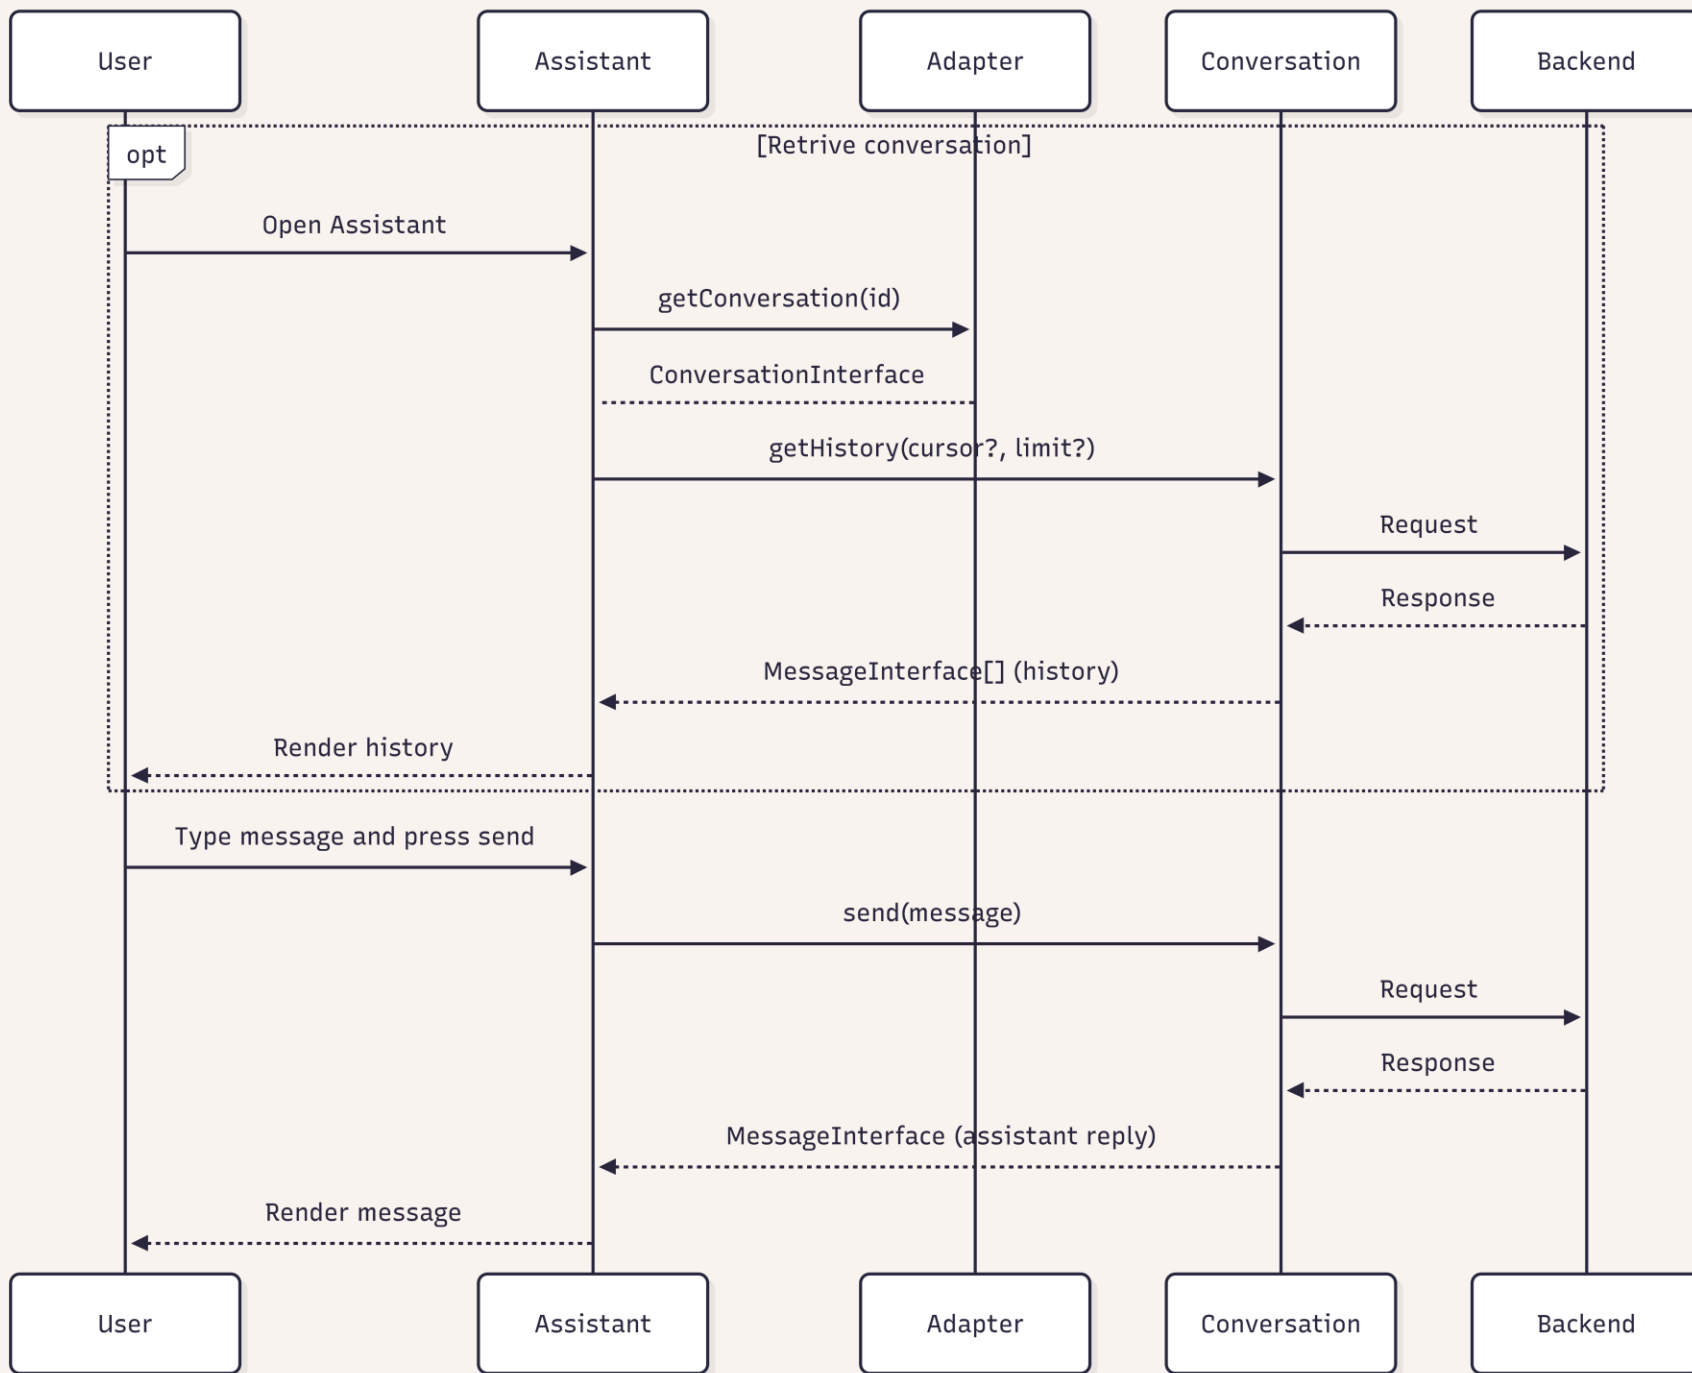 User
Assistant
Adapter
Conversation
Backend
opt
[Retrive conversation]
Open Assistant
getConversation(id)
ConversationInterface
getHistory(cursor?, limit?)
Request
Response
MessageInterface[] (history)
Render history
Type message and press send
send(message)
Request
Response
MessageInterface (assistant reply)
Render message
User
Assistant
Adapter
Conversation
Backend